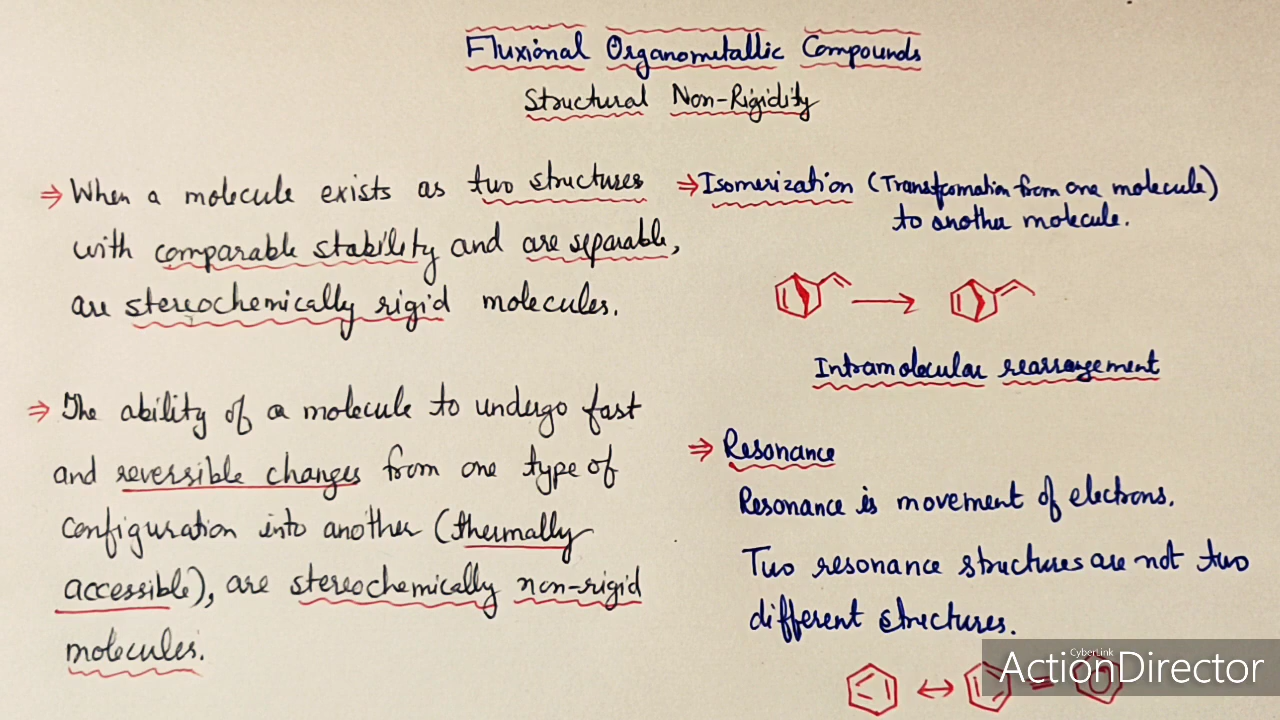 Fluxional Organometallic Compounds
Structural Non-Rigidity
⇒ When a molecule exists as two structures
with comparable stability and are separable,
are stereochemically rigid molecules.
⇒ The ability of a molecule to undergo fast
and reversible changes from one type of
configuration into another (thermally
accessible), are stereochemically non-rigid
molecules.
⇒ Isomerization (Transformation from one molecule)
to another molecule.
Intramolecular rearrangement
⇒ Resonance
Resonance is movement of electrons.
Two resonance structures are not two
different structures.
CyberLink
ActionDirector